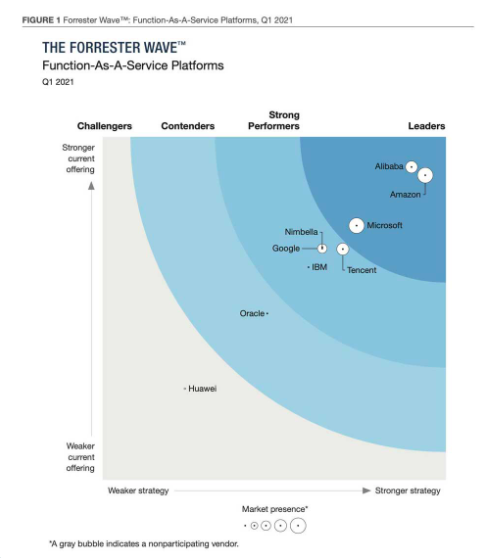 FIGURE 1 Forrester Wave™: Function-As-A-Service Platforms, Q1 2021
THE FORRESTER WAVE™
Function-As-A-Service Platforms
Q1 2021
Challengers
Contenders
Strong
Performers
Leaders
Stronger
current
offering
Alibaba
Amazon
Microsoft
Nimbella
Google
IBM
Tencent
Oracle
Huawei
Weaker
current
offering
Weaker strategy
Stronger strategy
Market presence*
*A gray bubble indicates a nonparticipating vendor.